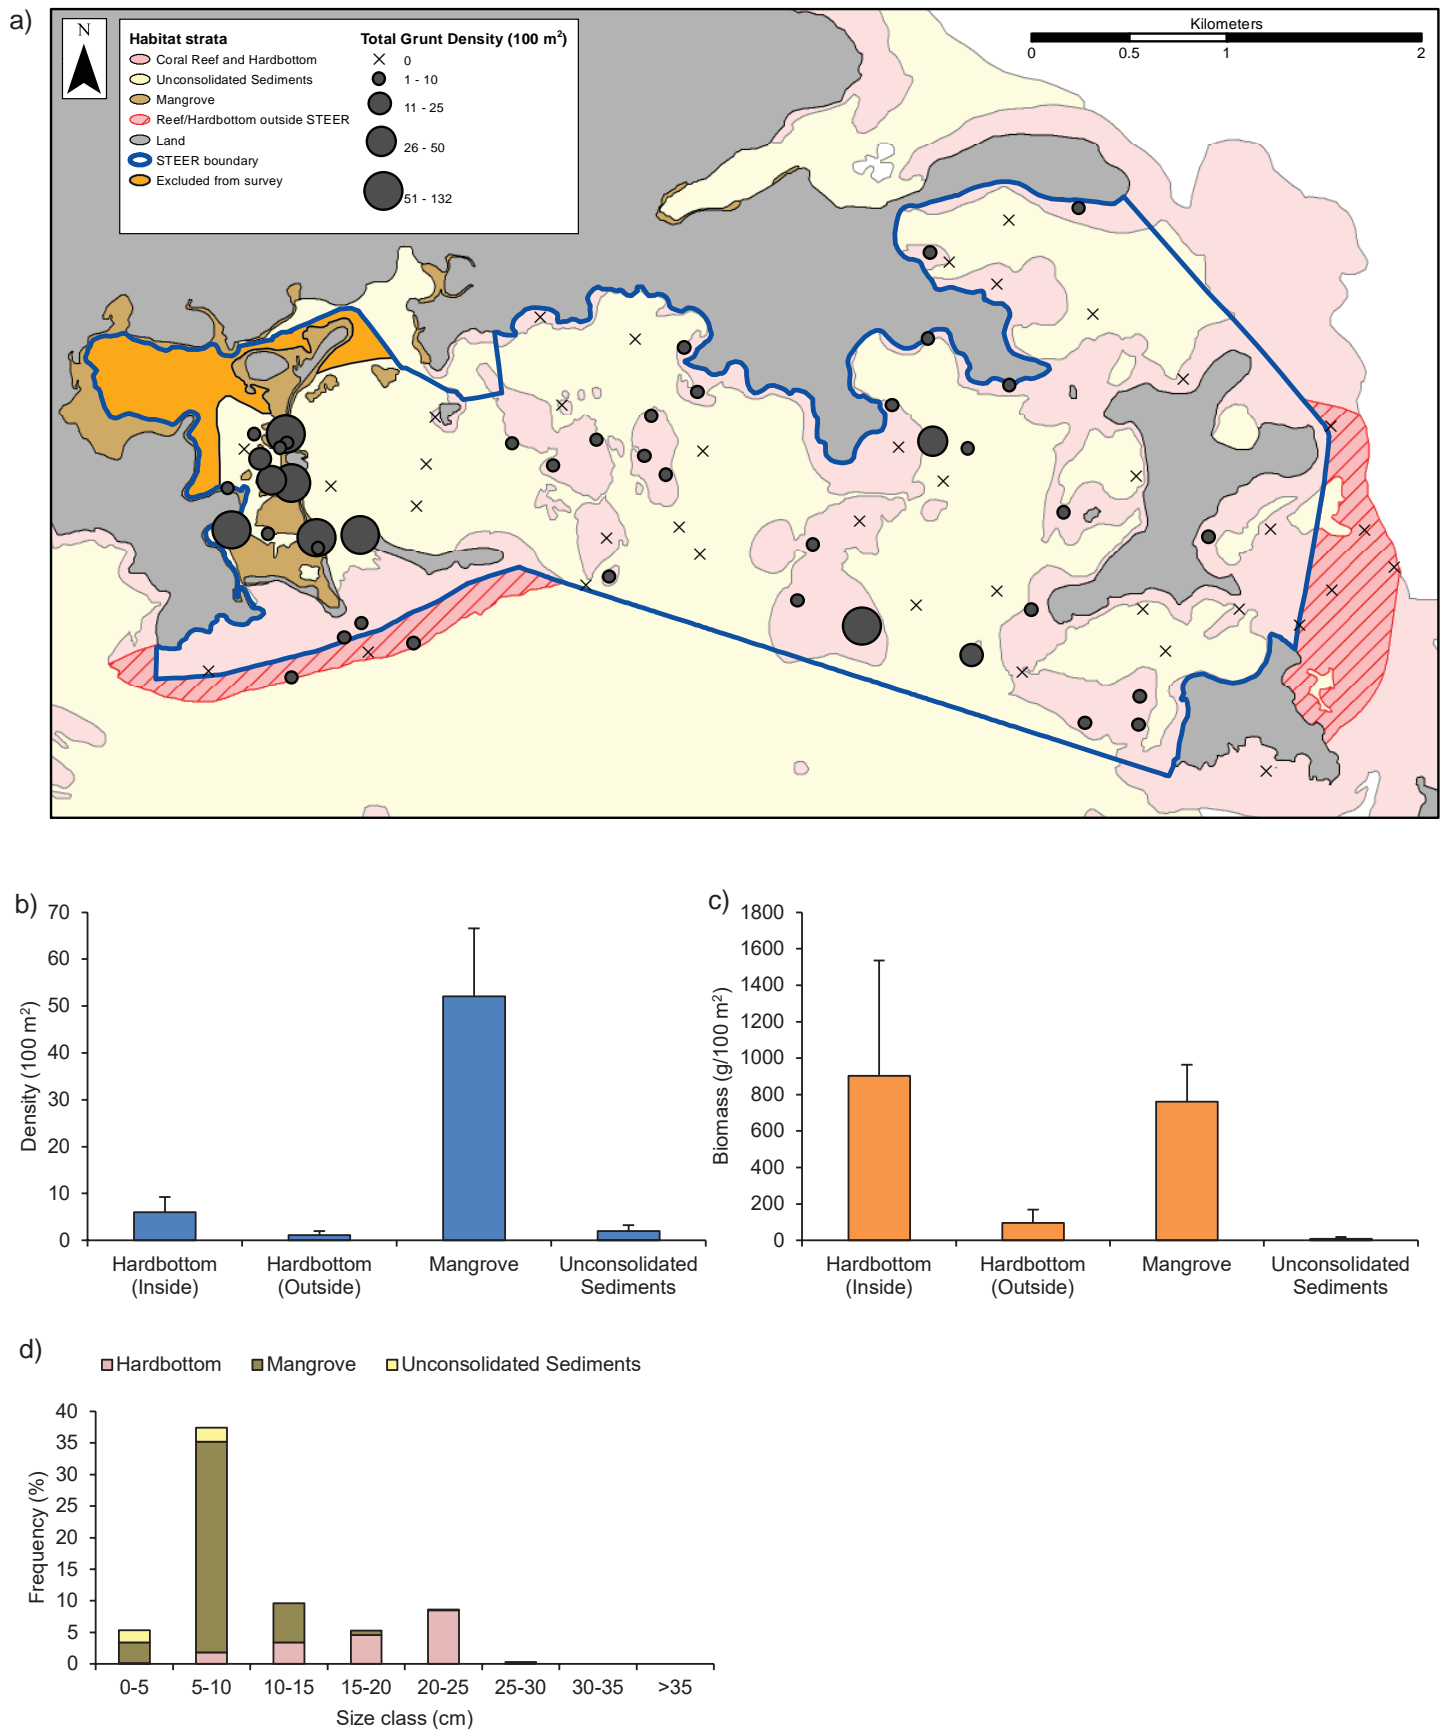 a)
N
Habitat strata
Coral Reef and Hardbottom
Unconsolidated Sediments
Mangrove
Reef/Hardbottom outside STEER
Land
STEER boundary
Excluded from survey
Total Grunt Density (100 m²)
0
1 - 10
11 - 25
26 - 50
51 - 132
Kilometers
0 0.5 1 2
b)
70
60
50
40
30
20
10
0
Density (100 m²)
Hardbottom (Inside)
Hardbottom (Outside)
Mangrove
Unconsolidated Sediments
c)
1800
1600
1400
1200
1000
800
600
400
200
0
Biomass (g/100 m²)
Hardbottom (Inside)
Hardbottom (Outside)
Mangrove
Unconsolidated Sediments
d)
Hardbottom Mangrove Unconsolidated Sediments
40
35
30
25
20
15
10
5
0
Frequency (%)
0-5 5-10 10-15 15-20 20-25 25-30 30-35 >35
Size class (cm)